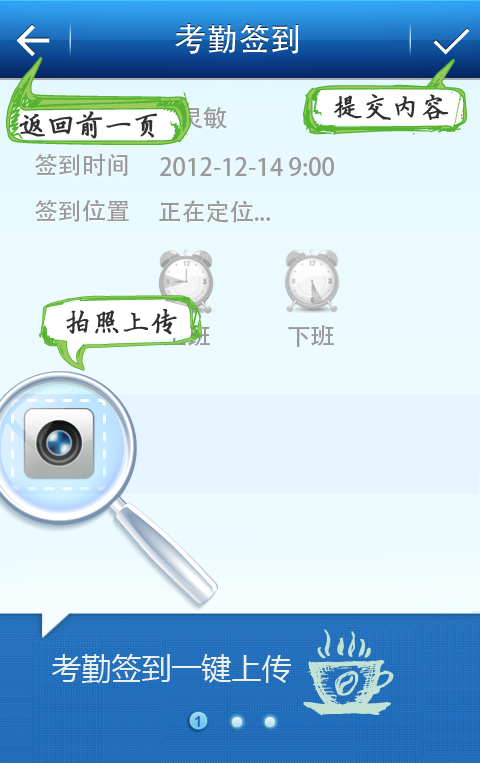 考勤签到
返回前一页
灵敏
提交内容
签到时间 2012-12-14 9:00
签到位置 正在定位...
拍照上传
上班 下班
考勤签到一键上传
1